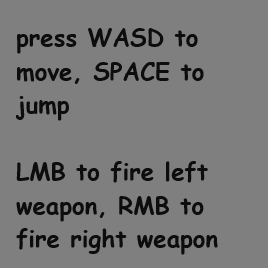 press WASD to
move, SPACE to
jump
LMB to fire left
weapon, RMB to
fire right weapon